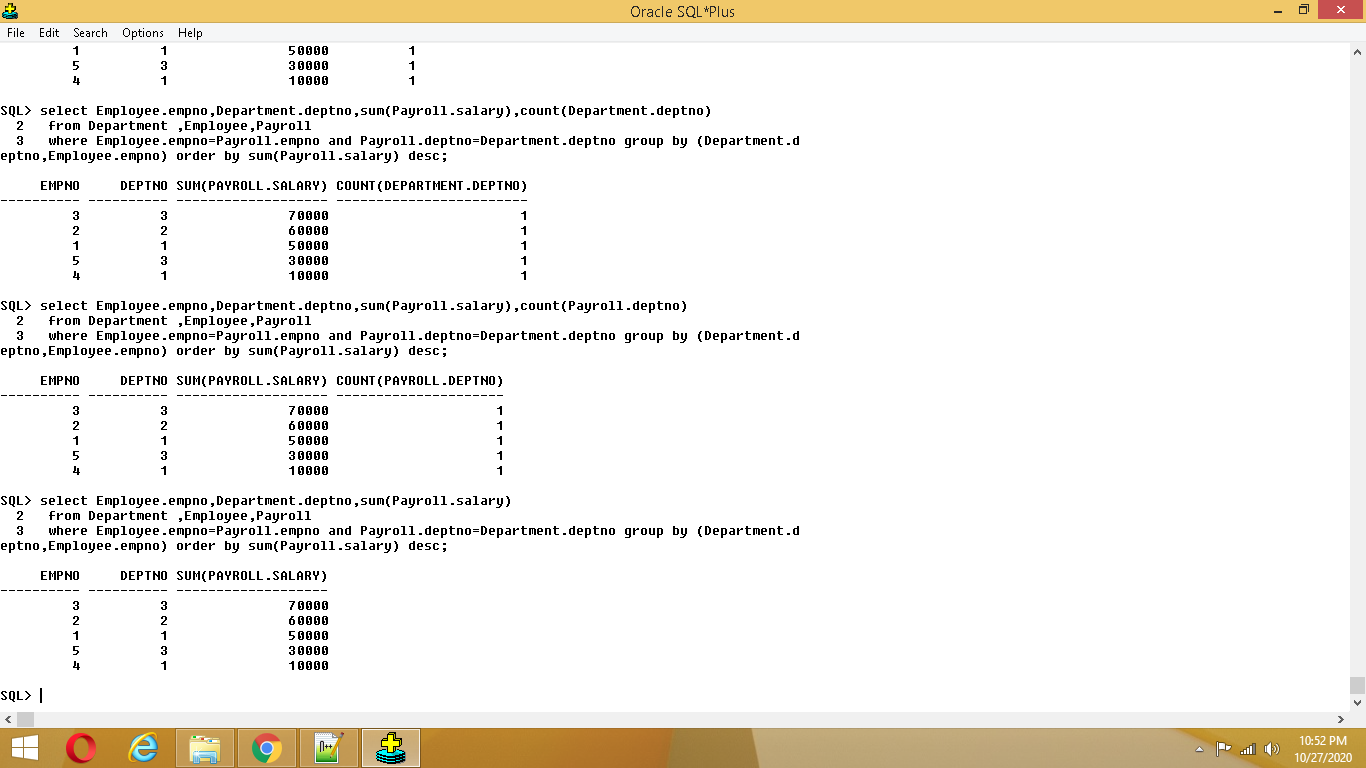 Oracle SQL*Plus
File Edit Search Options Help
1 1 50000 1
5 3 30000 1
4 1 10000 1
SQL> select Employee.empno,Department.deptno,sum(Payroll.salary),count(Department.deptno)
2 from Department ,Employee,Payroll
3 where Employee.empno=Payroll.empno and Payroll.deptno=Department.deptno group by (Department.d
eptno,Employee.empno) order by sum(Payroll.salary) desc;
EMPNO DEPTNO SUM(PAYROLL.SALARY) COUNT(DEPARTMENT.DEPTNO)
---------- ---------- ------------------- ------------------------
3 3 70000 1
2 2 60000 1
1 1 50000 1
5 3 30000 1
4 1 10000 1
SQL> select Employee.empno,Department.deptno,sum(Payroll.salary),count(Payroll.deptno)
2 from Department ,Employee,Payroll
3 where Employee.empno=Payroll.empno and Payroll.deptno=Department.deptno group by (Department.d
eptno,Employee.empno) order by sum(Payroll.salary) desc;
EMPNO DEPTNO SUM(PAYROLL.SALARY) COUNT(PAYROLL.DEPTNO)
---------- ---------- ------------------- ---------------------
3 3 70000 1
2 2 60000 1
1 1 50000 1
5 3 30000 1
4 1 10000 1
SQL> select Employee.empno,Department.deptno,sum(Payroll.salary)
2 from Department ,Employee,Payroll
3 where Employee.empno=Payroll.empno and Payroll.deptno=Department.deptno group by (Department.d
eptno,Employee.empno) order by sum(Payroll.salary) desc;
EMPNO DEPTNO SUM(PAYROLL.SALARY)
---------- ---------- -------------------
3 3 70000
2 2 60000
1 1 50000
5 3 30000
4 1 10000
SQL>
10:52 PM
10/27/2020